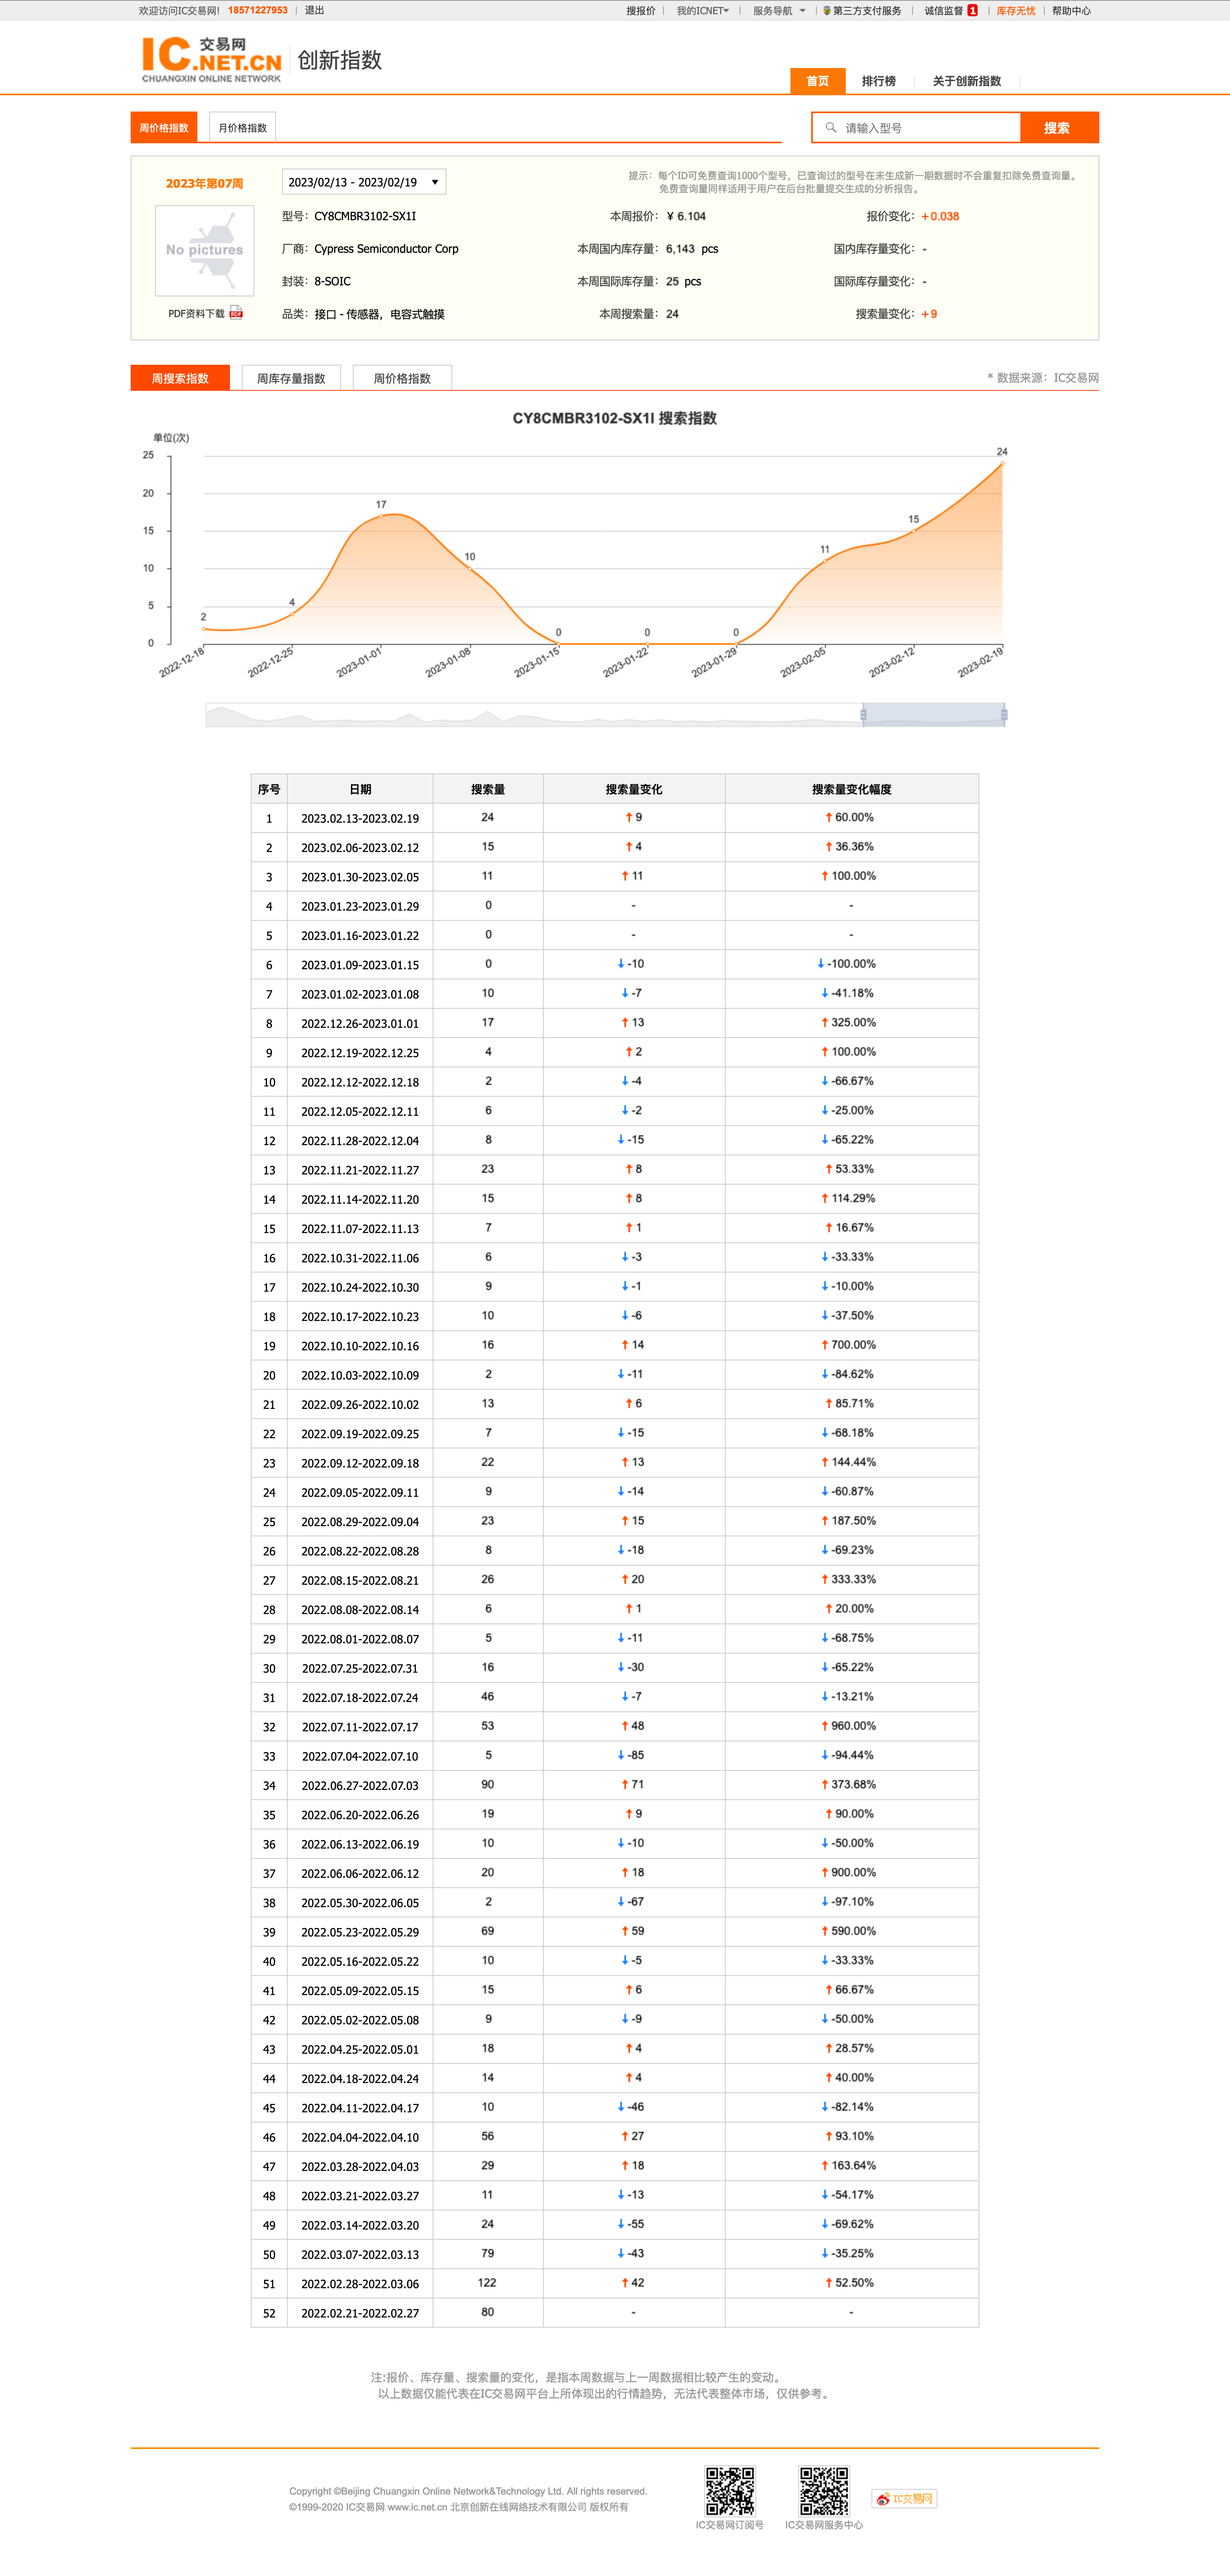 欢迎访问IC交易网! 18571227953 | 退出 搜报价 | 我的ICNET | 服务导航 | 第三方支付服务 | 诚信监督 1 | 库存无忧 | 帮助中心
IC交易网
.NET.CN
CHUANGXIN ONLINE NETWORK
创新指数
首页 排行榜 关于创新指数
周价格指数 月价格指数 请输入型号 搜索
2023年第07周 2023/02/13 - 2023/02/19
提示：每个ID可免费查询1000个型号，已查询过的型号在未生成新一期数据时不会重复扣除免费查询量。
免费查询量同样适用于用户在后台批量提交生成的分析报告。
No pictures
PDF资料下载
型号：CY8CMBR3102-SX1I 本周报价：¥ 6.104 报价变化：+0.038
厂商：Cypress Semiconductor Corp 本周国内库存量：6,143 pcs 国内库存量变化：-
封装：8-SOIC 本周国际库存量：25 pcs 国际库存量变化：-
品类：接口 - 传感器，电容式触摸 本周搜索量：24 搜索量变化：+9
周搜索指数 周库存量指数 周价格指数 * 数据来源：IC交易网
CY8CMBR3102-SX1I 搜索指数
单位(次)
25
20
15
10
5
0
2 4 17 10 0 0 0 11 15 24
2022-12-18 2022-12-25 2023-01-01 2023-01-08 2023-01-15 2023-01-22 2023-01-29 2023-02-05 2023-02-12 2023-02-19
序号 日期 搜索量 搜索量变化 搜索量变化幅度
1 2023.02.13-2023.02.19 24 ↑ 9 ↑ 60.00%
2 2023.02.06-2023.02.12 15 ↑ 4 ↑ 36.36%
3 2023.01.30-2023.02.05 11 ↑ 11 ↑ 100.00%
4 2023.01.23-2023.01.29 0 - -
5 2023.01.16-2023.01.22 0 - -
6 2023.01.09-2023.01.15 0 ↓ -10 ↓ -100.00%
7 2023.01.02-2023.01.08 10 ↓ -7 ↓ -41.18%
8 2022.12.26-2023.01.01 17 ↑ 13 ↑ 325.00%
9 2022.12.19-2022.12.25 4 ↑ 2 ↑ 100.00%
10 2022.12.12-2022.12.18 2 ↓ -4 ↓ -66.67%
11 2022.12.05-2022.12.11 6 ↓ -2 ↓ -25.00%
12 2022.11.28-2022.12.04 8 ↓ -15 ↓ -65.22%
13 2022.11.21-2022.11.27 23 ↑ 8 ↑ 53.33%
14 2022.11.14-2022.11.20 15 ↑ 8 ↑ 114.29%
15 2022.11.07-2022.11.13 7 ↑ 1 ↑ 16.67%
16 2022.10.31-2022.11.06 6 ↓ -3 ↓ -33.33%
17 2022.10.24-2022.10.30 9 ↓ -1 ↓ -10.00%
18 2022.10.17-2022.10.23 10 ↓ -6 ↓ -37.50%
19 2022.10.10-2022.10.16 16 ↑ 14 ↑ 700.00%
20 2022.10.03-2022.10.09 2 ↓ -11 ↓ -84.62%
21 2022.09.26-2022.10.02 13 ↑ 6 ↑ 85.71%
22 2022.09.19-2022.09.25 7 ↓ -15 ↓ -68.18%
23 2022.09.12-2022.09.18 22 ↑ 13 ↑ 144.44%
24 2022.09.05-2022.09.11 9 ↓ -14 ↓ -60.87%
25 2022.08.29-2022.09.04 23 ↑ 15 ↑ 187.50%
26 2022.08.22-2022.08.28 8 ↓ -18 ↓ -69.23%
27 2022.08.15-2022.08.21 26 ↑ 20 ↑ 333.33%
28 2022.08.08-2022.08.14 6 ↑ 1 ↑ 20.00%
29 2022.08.01-2022.08.07 5 ↓ -11 ↓ -68.75%
30 2022.07.25-2022.07.31 16 ↓ -30 ↓ -65.22%
31 2022.07.18-2022.07.24 46 ↓ -7 ↓ -13.21%
32 2022.07.11-2022.07.17 53 ↑ 48 ↑ 960.00%
33 2022.07.04-2022.07.10 5 ↓ -85 ↓ -94.44%
34 2022.06.27-2022.07.03 90 ↑ 71 ↑ 373.68%
35 2022.06.20-2022.06.26 19 ↑ 9 ↑ 90.00%
36 2022.06.13-2022.06.19 10 ↓ -10 ↓ -50.00%
37 2022.06.06-2022.06.12 20 ↑ 18 ↑ 900.00%
38 2022.05.30-2022.06.05 2 ↓ -67 ↓ -97.10%
39 2022.05.23-2022.05.29 69 ↑ 59 ↑ 590.00%
40 2022.05.16-2022.05.22 10 ↓ -5 ↓ -33.33%
41 2022.05.09-2022.05.15 15 ↑ 6 ↑ 66.67%
42 2022.05.02-2022.05.08 9 ↓ -9 ↓ -50.00%
43 2022.04.25-2022.05.01 18 ↑ 4 ↑ 28.57%
44 2022.04.18-2022.04.24 14 ↑ 4 ↑ 40.00%
45 2022.04.11-2022.04.17 10 ↓ -46 ↓ -82.14%
46 2022.04.04-2022.04.10 56 ↑ 27 ↑ 93.10%
47 2022.03.28-2022.04.03 29 ↑ 18 ↑ 163.64%
48 2022.03.21-2022.03.27 11 ↓ -13 ↓ -54.17%
49 2022.03.14-2022.03.20 24 ↓ -55 ↓ -69.62%
50 2022.03.07-2022.03.13 79 ↓ -43 ↓ -35.25%
51 2022.02.28-2022.03.06 122 ↑ 42 ↑ 52.50%
52 2022.02.21-2022.02.27 80 - -
注:报价、库存量、搜索量的变化，是指本周数据与上一周数据相比较产生的变动。
以上数据仅能代表在IC交易网平台上所体现出的行情趋势，无法代表整体市场，仅供参考。
Copyright ©Beijing Chuangxin Online Network&Technology Ltd. All rights reserved.
©1999-2020 IC交易网 www.ic.net.cn 北京创新在线网络技术有限公司 版权所有
IC交易网订阅号 IC交易网服务中心 IC交易网